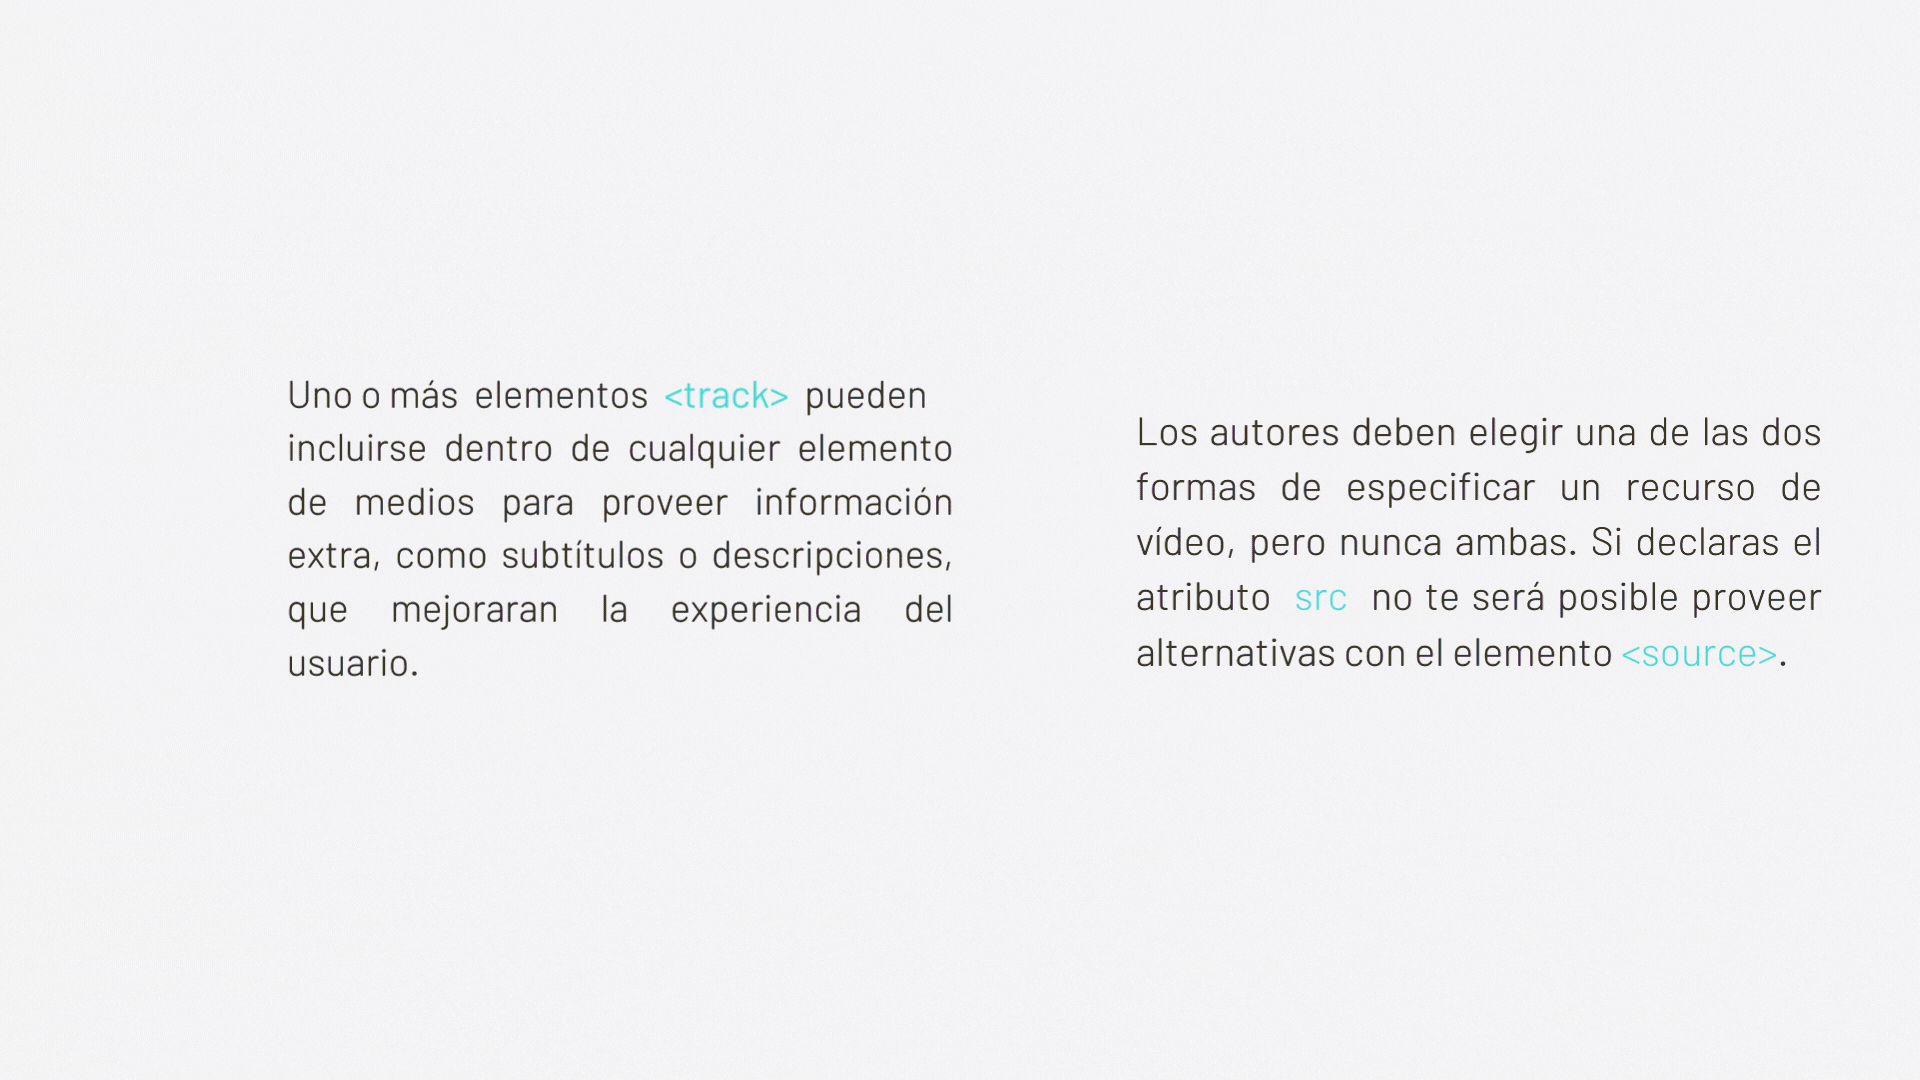 Uno o más elementos <track> pueden
incluirse dentro de cualquier elemento
de medios para proveer información
extra, como subtítulos o descripciones,
que mejoraran la experiencia del
usuario.
Los autores deben elegir una de las dos
formas de especificar un recurso de
vídeo, pero nunca ambas. Si declaras el
atributo src no te será posible proveer
alternativas con el elemento <source>.